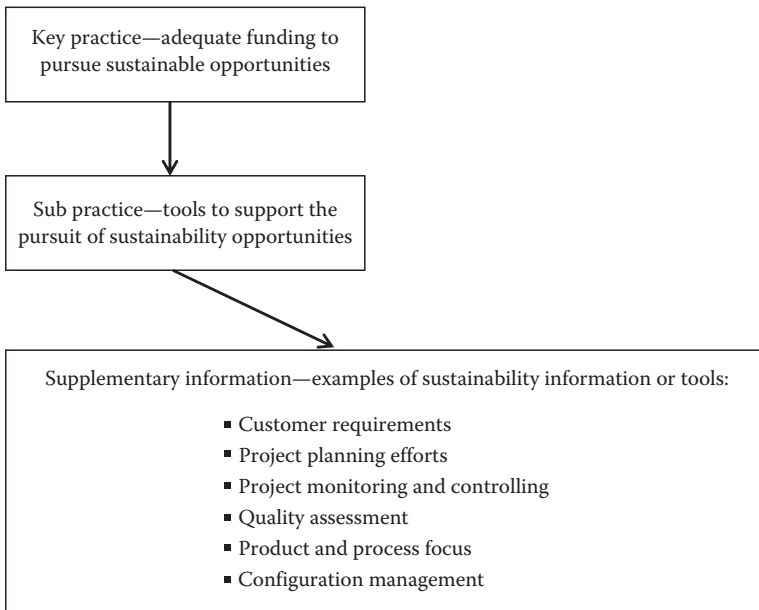 Key practice—adequate funding to
pursue sustainable opportunities
Sub practice—tools to support the
pursuit of sustainability opportunities
Supplementary information—examples of sustainability information or tools:
▪ Customer requirements
▪ Project planning efforts
▪ Project monitoring and controlling
▪ Quality assessment
▪ Product and process focus
▪ Configuration management